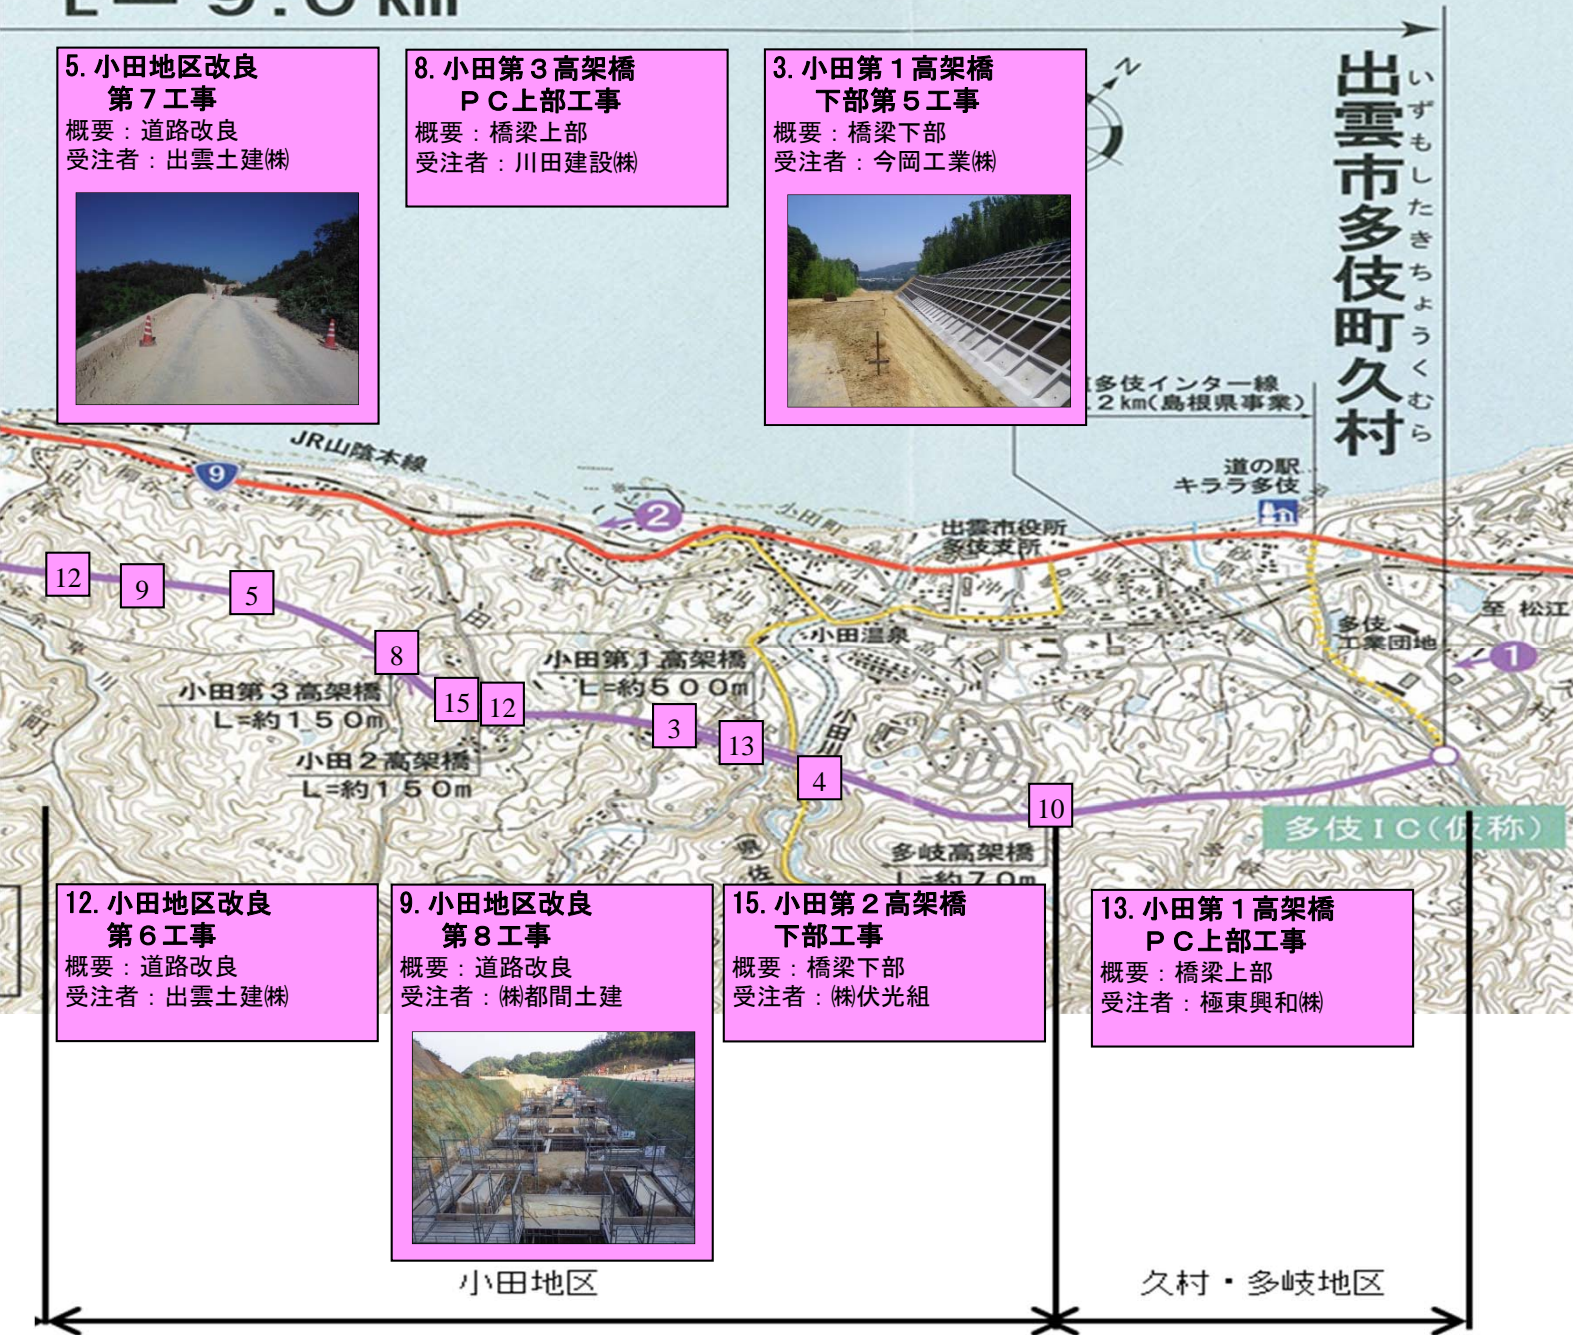 5. 小田地区改良
第７工事
概要：道路改良
受注者：出雲土建㈱
8. 小田第３高架橋
ＰＣ上部工事
概要：橋梁上部
受注者：川田建設㈱
3. 小田第１高架橋
下部第５工事
概要：橋梁下部
受注者：今岡工業㈱
N
出雲市多伎町久村
いずもしたきちょうくむら
多伎インター線
２km(島根県事業)
道の駅
キララ多伎
JR山陰本線
9
2
小田町
出雲市役所
多伎支所
12
9
5
8
15
12
3
13
4
10
小田
小田温泉
小田第１高架橋
L=約５００m
小田第３高架橋
L=約１５０m
小田２高架橋
L=約１５０m
小田川
多伎
工業団地
至 松江
1
多伎ＩＣ(仮称)
多岐高架橋
L=約７０m
12. 小田地区改良
第６工事
概要：道路改良
受注者：出雲土建㈱
9. 小田地区改良
第８工事
概要：道路改良
受注者：㈱都間土建
15. 小田第２高架橋
下部工事
概要：橋梁下部
受注者：㈱伏光組
13. 小田第１高架橋
ＰＣ上部工事
概要：橋梁上部
受注者：極東興和㈱
小田地区
久村・多岐地区